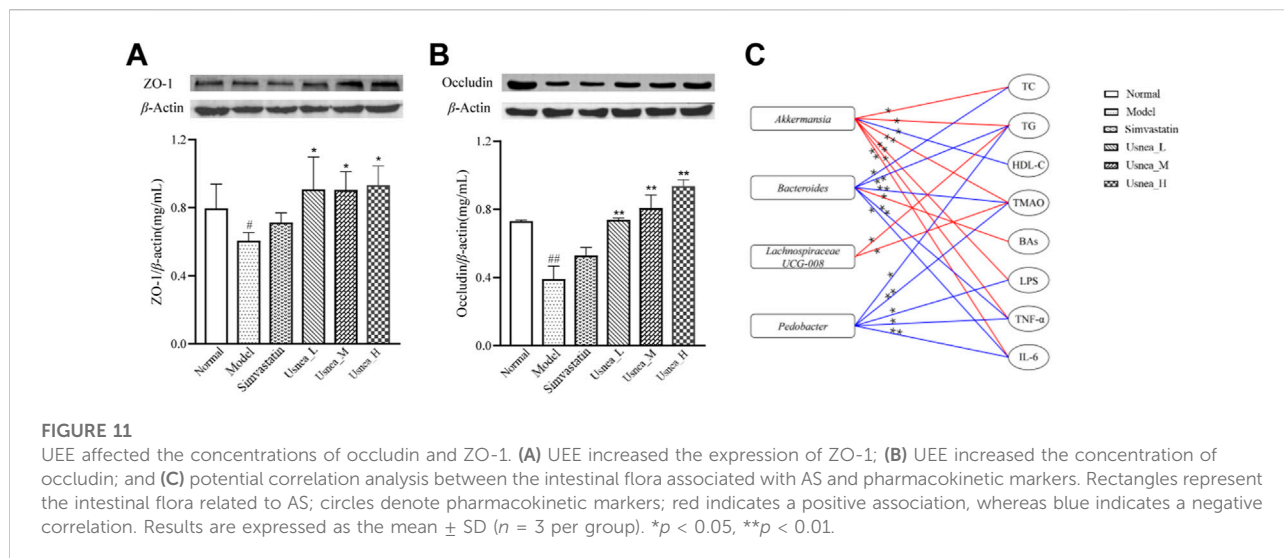 A
ZO-1
β-Actin
ZO-1/β-actin(mg/mL)
1.2
0.8
0.4
0.0
#
*
*
*
Normal
Model
Simvastatin
Usnea_L
Usnea_M
Usnea_H
B
Occludin
β-Actin
Occludin/β-actin(mg/mL)
1.2
0.8
0.4
0.0
##
**
**
**
Normal
Model
Simvastatin
Usnea_L
Usnea_M
Usnea_H
C
Akkermansia
Bacteroides
Lachnospiraceae
UCG-008
Pedobacter
TC
TG
HDL-C
TMAO
BAs
LPS
TNF-α
IL-6
Normal
Model
Simvastatin
Usnea_L
Usnea_M
Usnea_H
FIGURE 11
UEE affected the concentrations of occludin and ZO-1. (A) UEE increased the expression of ZO-1; (B) UEE increased the concentration of
occludin; and (C) potential correlation analysis between the intestinal flora associated with AS and pharmacokinetic markers. Rectangles represent
the intestinal flora related to AS; circles denote pharmacokinetic markers; red indicates a positive association, whereas blue indicates a negative
correlation. Results are expressed as the mean ± SD (n = 3 per group). *p < 0.05, **p < 0.01.